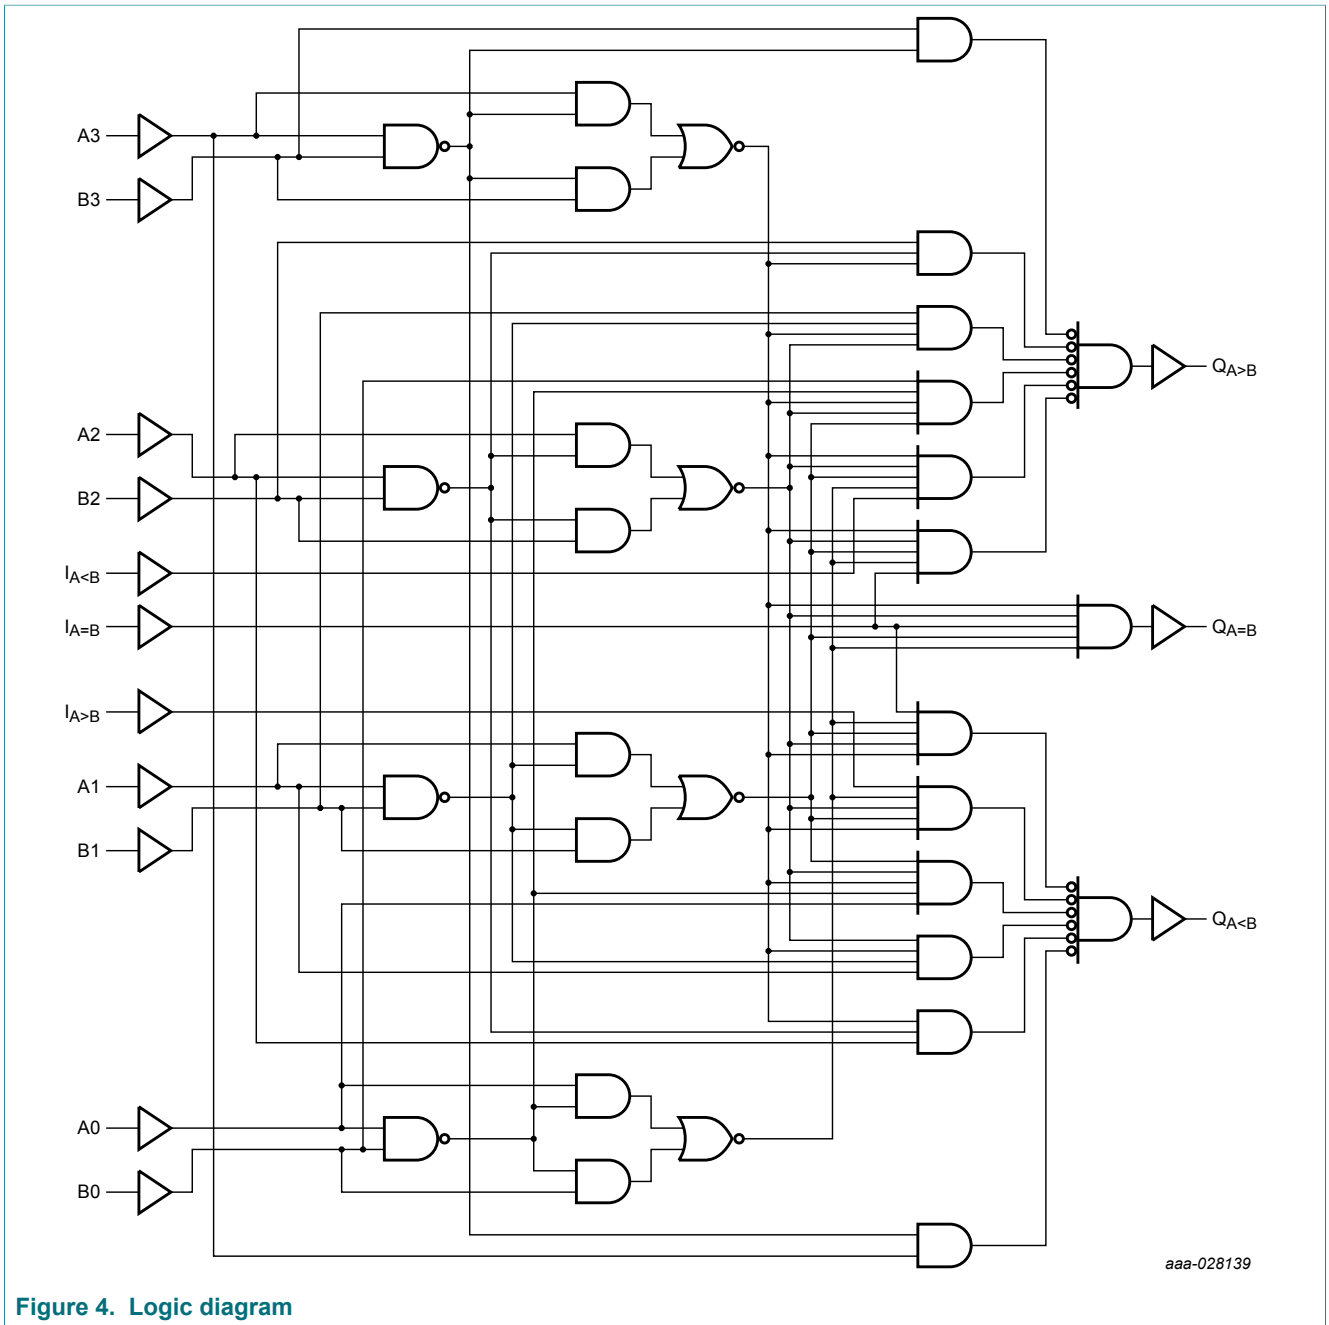 A3
B3
A2
B2
IA<B
IA=B
IA>B
A1
B1
A0
B0
QA>B
QA=B
QA<B
aaa-028139
Figure 4. Logic diagram